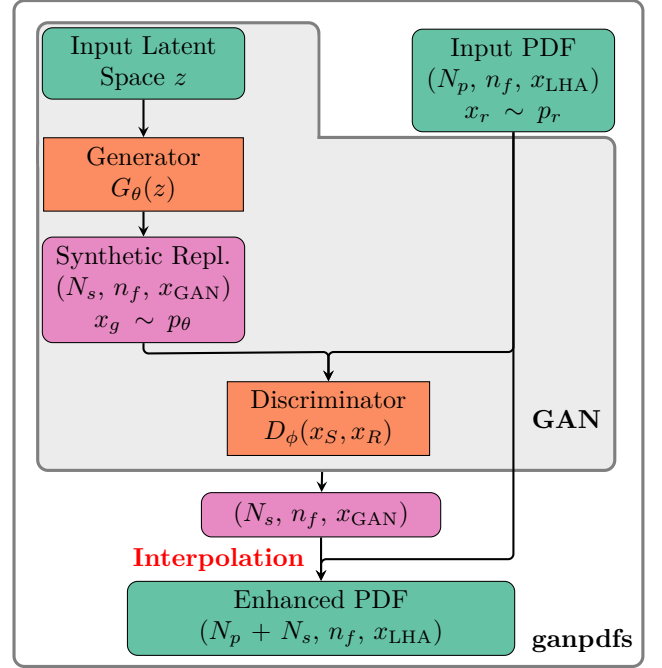 Input Latent
Space z
Input PDF
(N_p, n_f, x_LHA)
x_r ∼ p_r
Generator
G_θ(z)
Synthetic Repl.
(N_s, n_f, x_GAN)
x_g ∼ p_θ
Discriminator
D_ϕ(x_S, x_R)
GAN
(N_s, n_f, x_GAN)
Interpolation
Enhanced PDF
(N_p + N_s, n_f, x_LHA)
ganpdfs